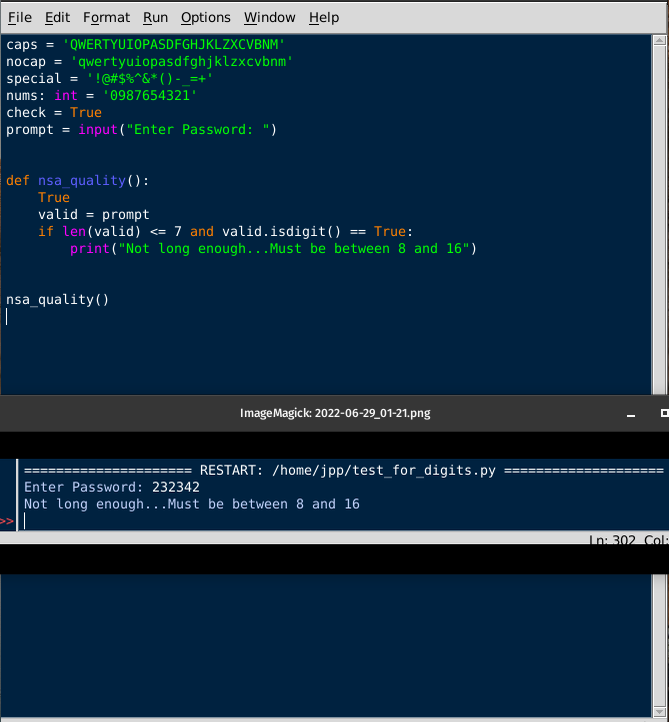 File Edit Format Run Options Window Help
caps = 'QWERTYUIOPASDFGHJKLZXCVBNM'
nocap = 'qwertyuiopasdfghjklzxcvbnm'
special = '!@#$%^&*()-_=+'
nums: int = '0987654321'
check = True
prompt = input("Enter Password: ")
def nsa_quality():
    True
    valid = prompt
    if len(valid) <= 7 and valid.isdigit() == True:
        print("Not long enough...Must be between 8 and 16")
nsa_quality()
ImageMagick: 2022-06-29_01-21.png
===================== RESTART: /home/jpp/test_for_digits.py ====================
Enter Password: 232342
Not long enough...Must be between 8 and 16
>>
Ln: 302 Col: